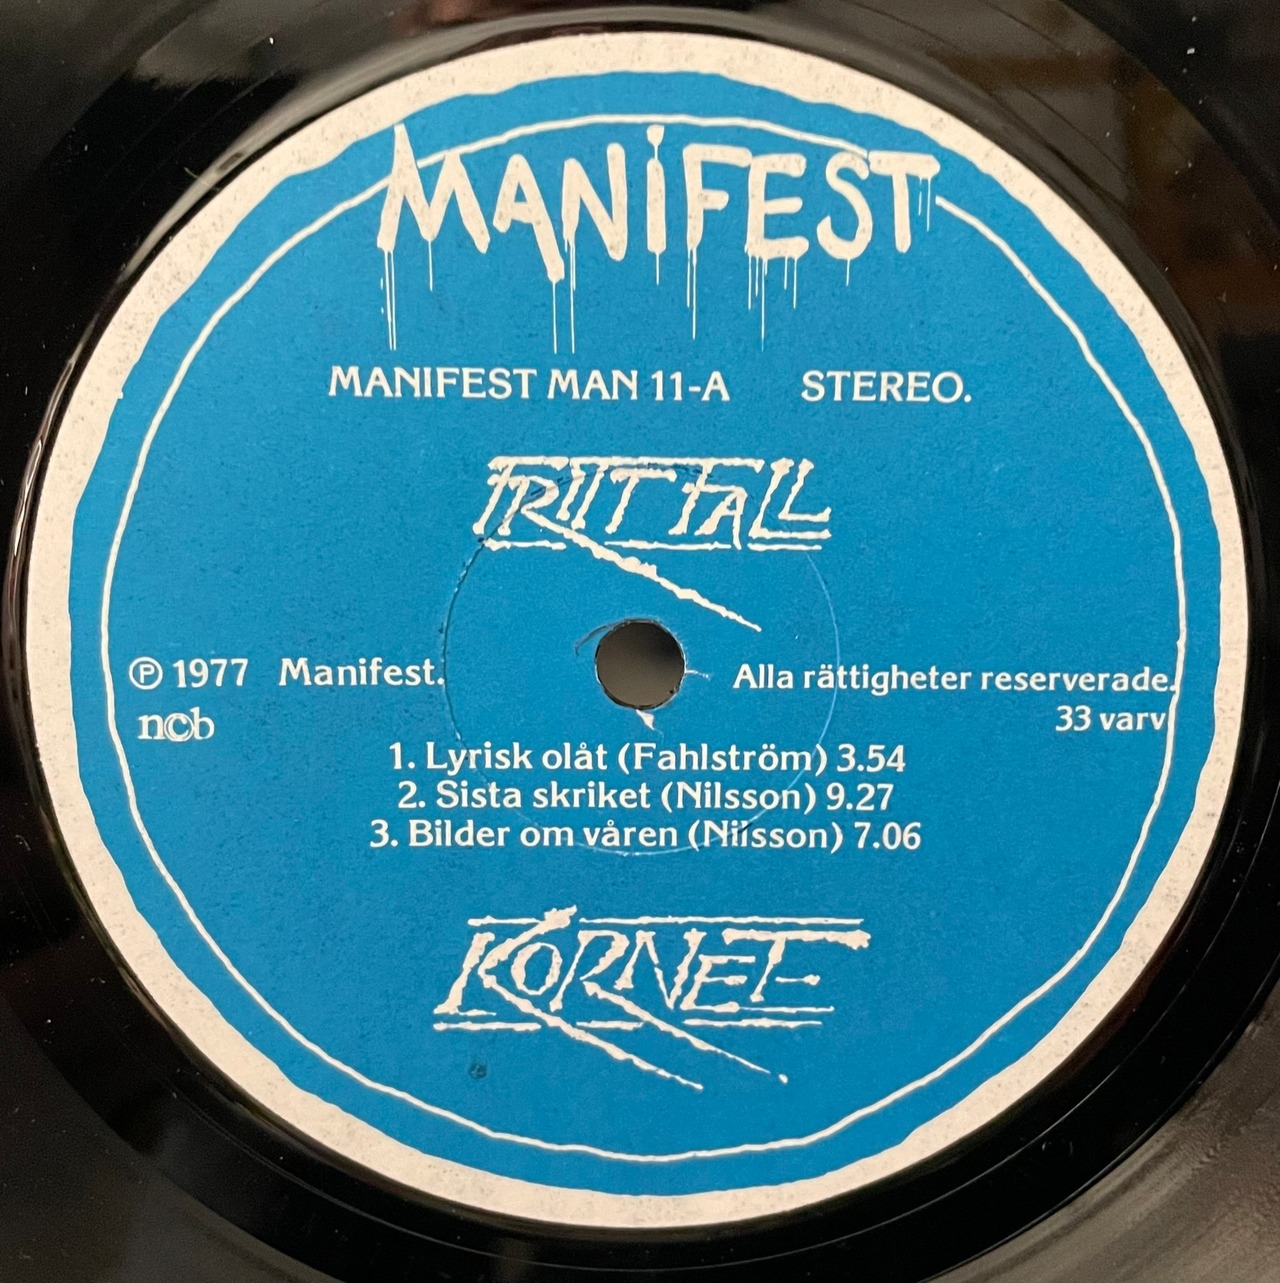 MANIFEST
MANIFEST MAN 11-A STEREO.
FRITT FALL
℗ 1977 Manifest. Alla rättigheter reserverade.
ncb 33 varv
1. Lyrisk olåt (Fahlström) 3.54
2. Sista skriket (Nilsson) 9.27
3. Bilder om våren (Nilsson) 7.06
KORNET